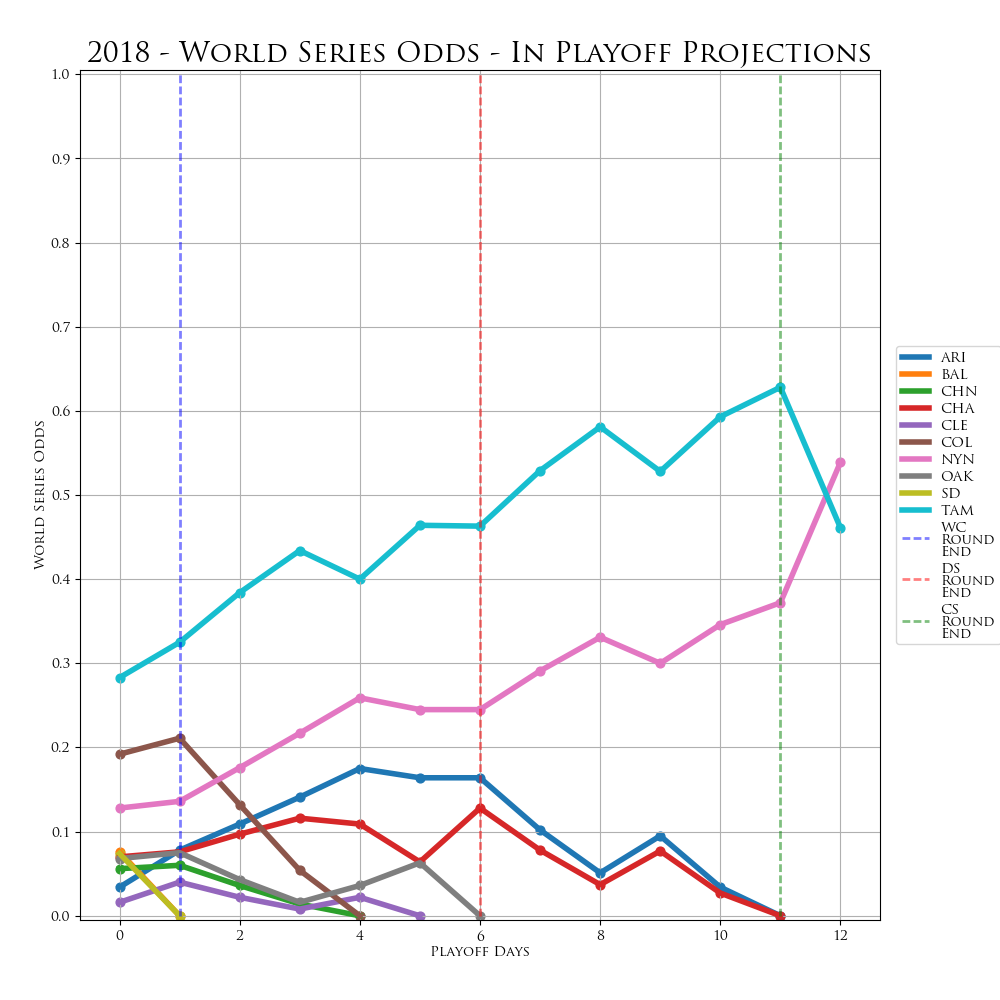 2018 - World Series Odds - In Playoff Projections
1.0
0.9
0.8
0.7
0.6
0.5
0.4
0.3
0.2
0.1
0.0
World Series Odds
0 2 4 6 8 10 12
Playoff Days
ARI
BAL
CHN
CHA
CLE
COL
NYN
OAK
SD
TAM
WC
Round
End
DS
Round
End
CS
Round
End